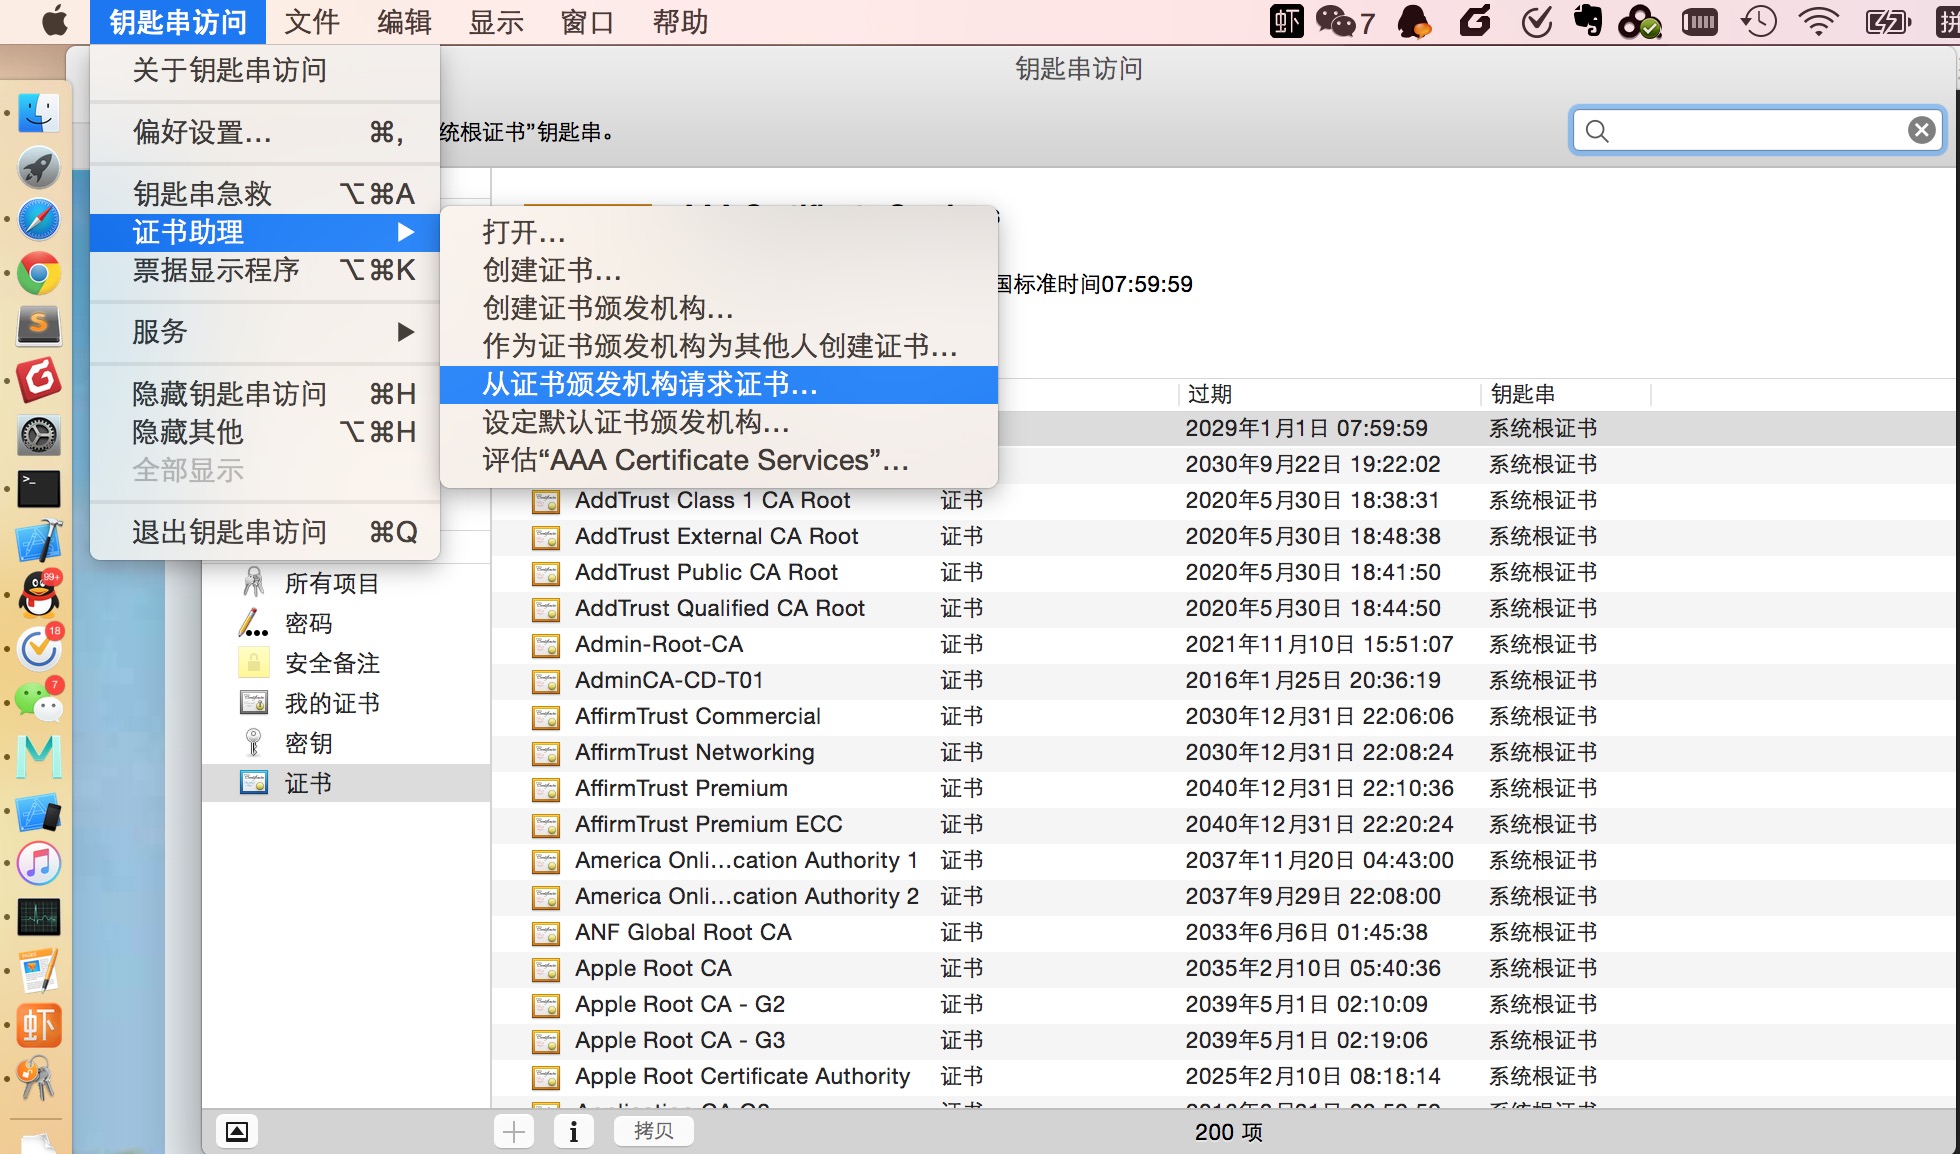 钥匙串访问 文件 编辑 显示 窗口 帮助 虾 7 拼
关于钥匙串访问
偏好设置... ⌘,
钥匙串急救 ⌥⌘A
证书助理 ▶
票据显示程序 ⌥⌘K
服务 ▶
隐藏钥匙串访问 ⌘H
隐藏其他 ⌥⌘H
全部显示
退出钥匙串访问 ⌘Q
打开...
创建证书...
创建证书颁发机构...
作为证书颁发机构为其他人创建证书...
从证书颁发机构请求证书...
设定默认证书颁发机构...
评估“AAA Certificate Services”...
钥匙串访问
统根证书”钥匙串。
国标准时间07:59:59
过期 钥匙串
2029年1月1日 07:59:59 系统根证书
2030年9月22日 19:22:02 系统根证书
AddTrust Class 1 CA Root 证书 2020年5月30日 18:38:31 系统根证书
AddTrust External CA Root 证书 2020年5月30日 18:48:38 系统根证书
AddTrust Public CA Root 证书 2020年5月30日 18:41:50 系统根证书
AddTrust Qualified CA Root 证书 2020年5月30日 18:44:50 系统根证书
Admin-Root-CA 证书 2021年11月10日 15:51:07 系统根证书
AdminCA-CD-T01 证书 2016年1月25日 20:36:19 系统根证书
AffirmTrust Commercial 证书 2030年12月31日 22:06:06 系统根证书
AffirmTrust Networking 证书 2030年12月31日 22:08:24 系统根证书
AffirmTrust Premium 证书 2040年12月31日 22:10:36 系统根证书
AffirmTrust Premium ECC 证书 2040年12月31日 22:20:24 系统根证书
America Onli...cation Authority 1 证书 2037年11月20日 04:43:00 系统根证书
America Onli...cation Authority 2 证书 2037年9月29日 22:08:00 系统根证书
ANF Global Root CA 证书 2033年6月6日 01:45:38 系统根证书
Apple Root CA 证书 2035年2月10日 05:40:36 系统根证书
Apple Root CA - G2 证书 2039年5月1日 02:10:09 系统根证书
Apple Root CA - G3 证书 2039年5月1日 02:19:06 系统根证书
Apple Root Certificate Authority 证书 2025年2月10日 08:18:14 系统根证书
所有项目
密码
安全备注
我的证书
密钥
证书
拷贝
200 项
99+
18
7
虾